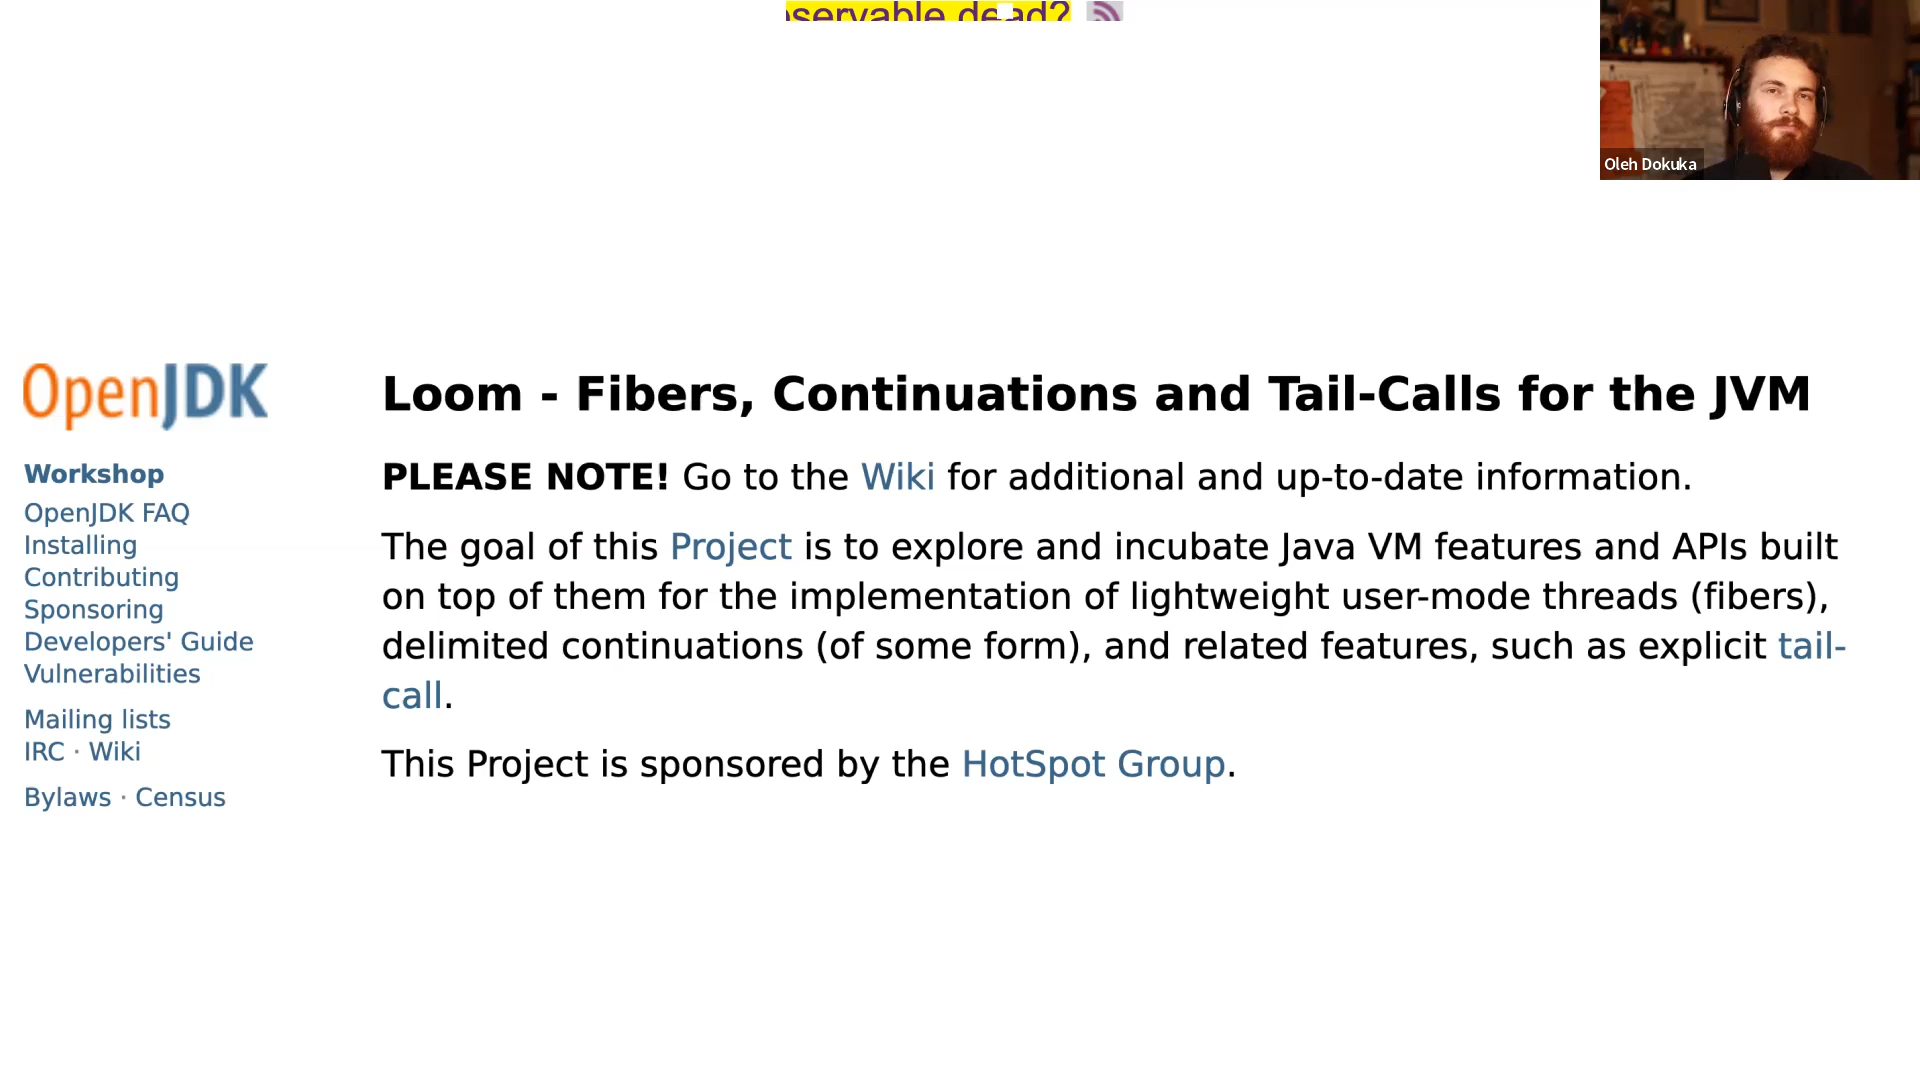 dead?
Oleh Dokuka
OpenJDK
Workshop
OpenJDK FAQ
Installing
Contributing
Sponsoring
Developers' Guide
Vulnerabilities
Mailing lists
IRC · Wiki
Bylaws · Census
Loom - Fibers, Continuations and Tail-Calls for the JVM
PLEASE NOTE! Go to the Wiki for additional and up-to-date information.
The goal of this Project is to explore and incubate Java VM features and APIs built
on top of them for the implementation of lightweight user-mode threads (fibers),
delimited continuations (of some form), and related features, such as explicit tail-
call.
This Project is sponsored by the HotSpot Group.